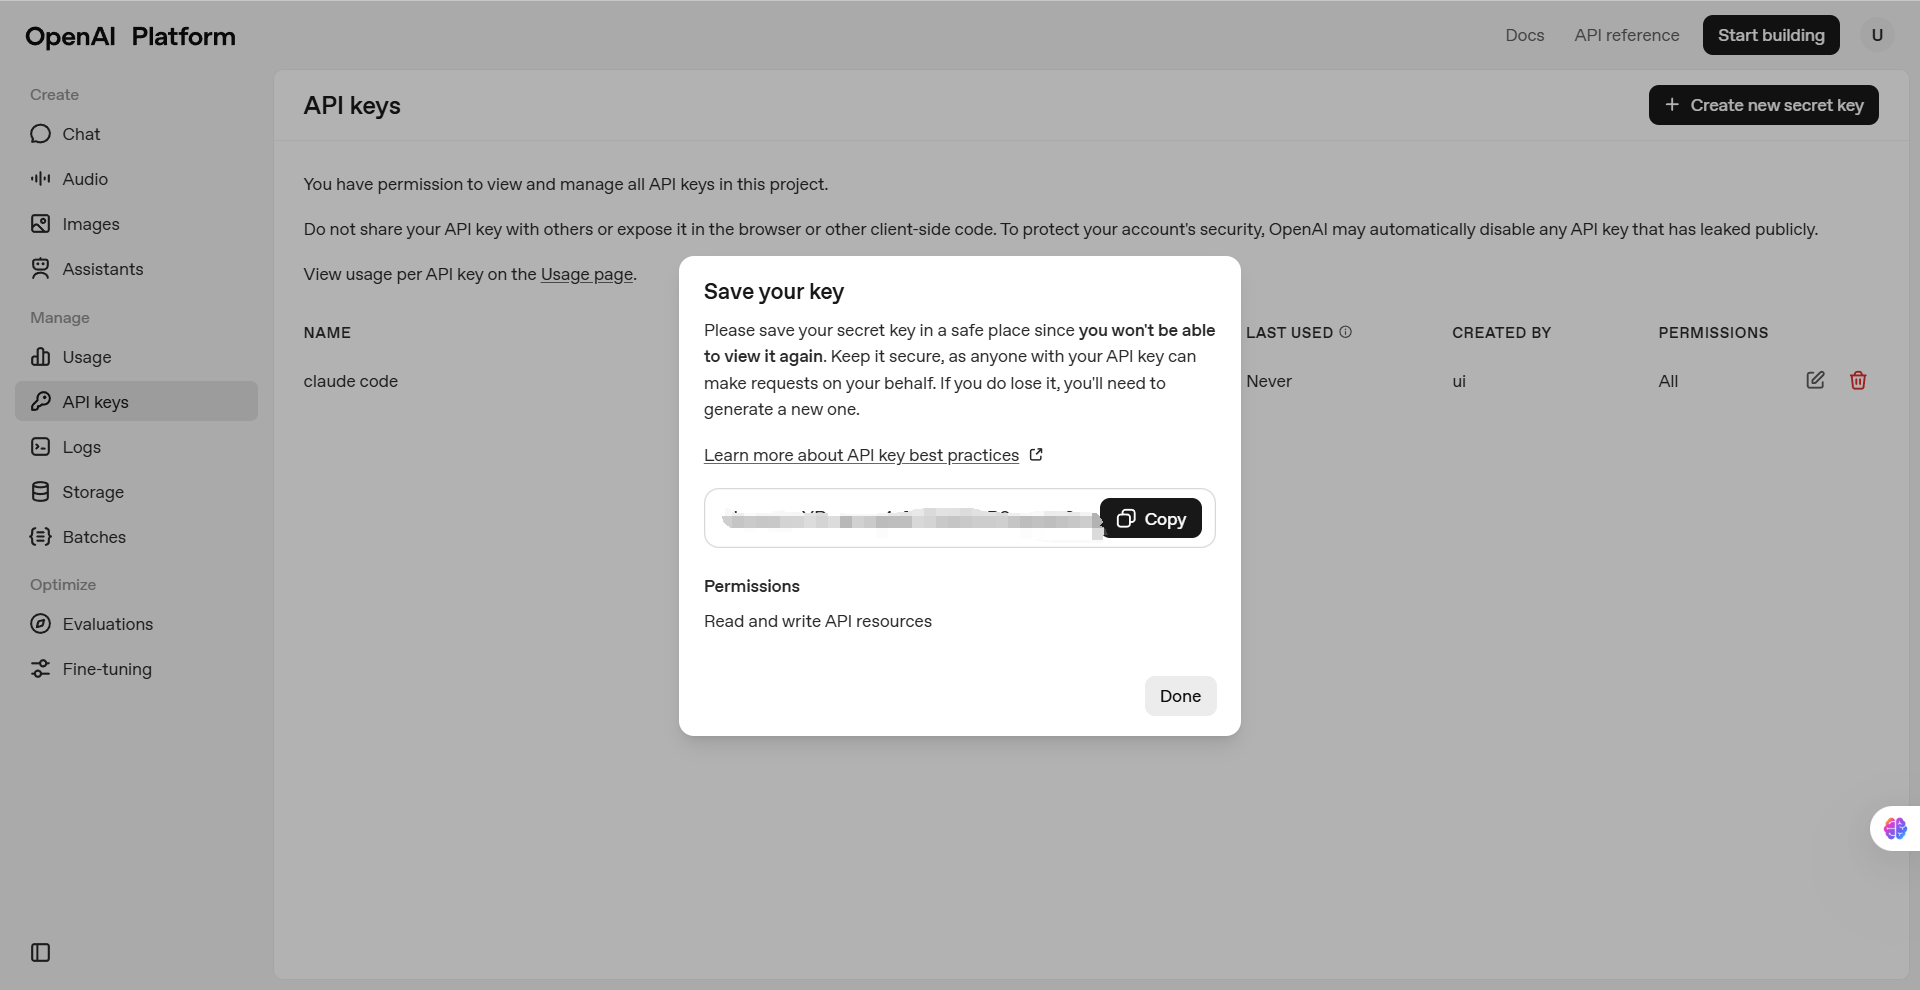 OpenAI Platform
Docs
API reference
Start building
U
Create
Chat
Audio
Images
Assistants
Manage
Usage
API keys
Logs
Storage
Batches
Optimize
Evaluations
Fine-tuning
API keys
Create new secret key
You have permission to view and manage all API keys in this project.
Do not share your API key with others or expose it in the browser or other client-side code. To protect your account's security, OpenAI may automatically disable any API key that has leaked publicly.
View usage per API key on the Usage page.
NAME
LAST USED
CREATED BY
PERMISSIONS
claude code
Never
ui
All
Save your key
Please save your secret key in a safe place since you won't be able
to view it again. Keep it secure, as anyone with your API key can
make requests on your behalf. If you do lose it, you'll need to
generate a new one.
Learn more about API key best practices
Copy
Permissions
Read and write API resources
Done